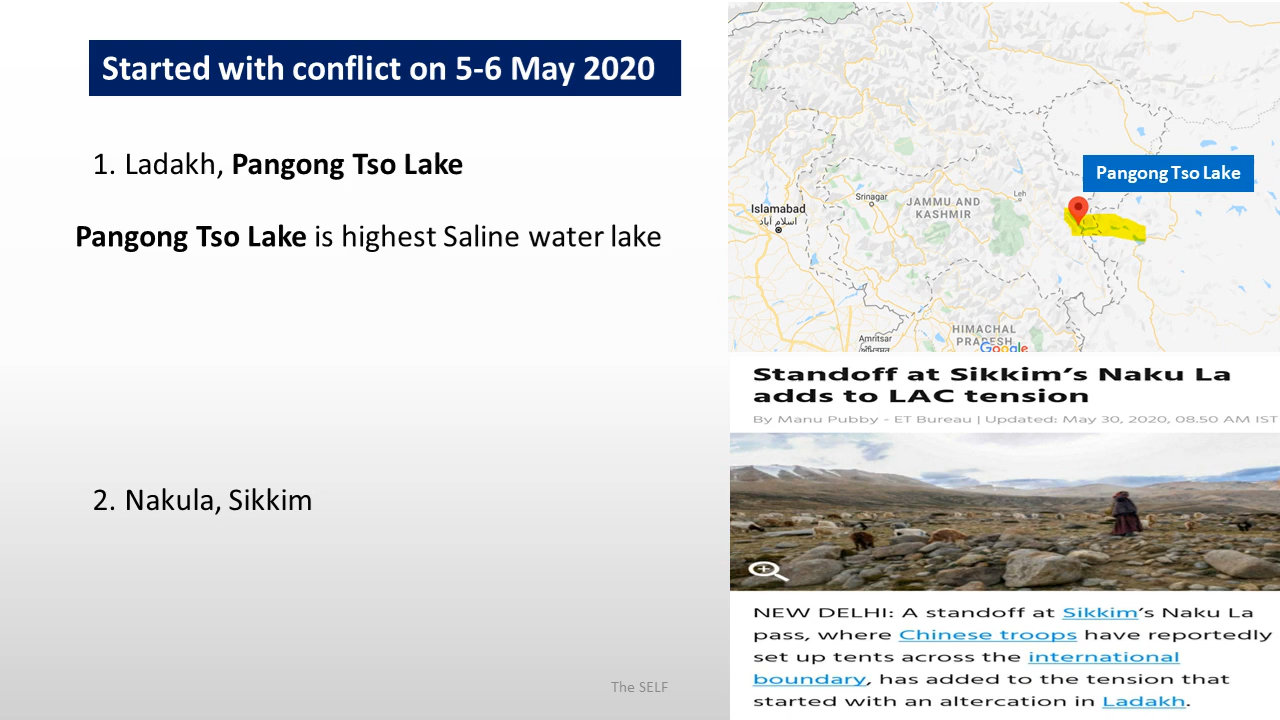 Started with conflict on 5-6 May 2020
1. Ladakh, Pangong Tso Lake
Pangong Tso Lake is highest Saline water lake
2. Nakula, Sikkim
The SELF
Pangong Tso Lake
Islamabad
اسلام آباد
Srinagar
Leh
JAMMU AND
KASHMIR
Amritsar
HIMACHAL
PRADESH
Google
Standoff at Sikkim's Naku La
adds to LAC tension
By Manu Pubby - ET Bureau | Updated: May 30, 2020, 08.50 AM IST
NEW DELHI: A standoff at Sikkim's Naku La
pass, where Chinese troops have reportedly
set up tents across the international
boundary, has added to the tension that
started with an altercation in Ladakh.